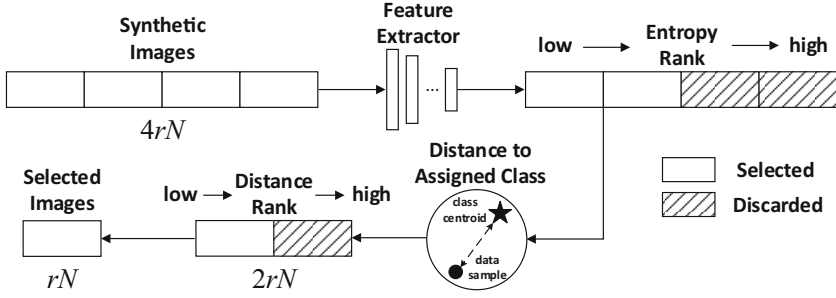 Synthetic
Images
4rN
Feature
Extractor
...
low
Entropy
Rank
high
Selected
Discarded
Distance to
Assigned Class
class
centroid
data
sample
low
Distance
Rank
high
2rN
Selected
Images
rN